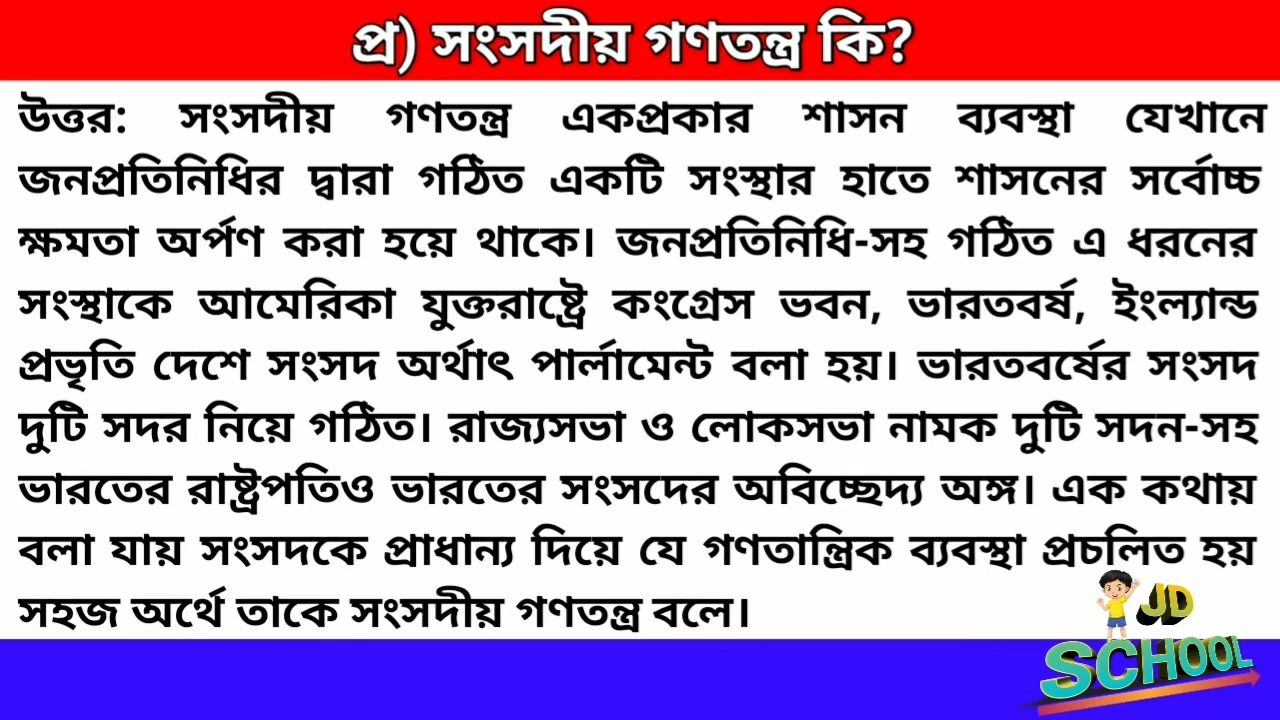 প্র) সংসদীয় গণতন্ত্র কি?
উত্তর: সংসদীয় গণতন্ত্র একপ্রকার শাসন ব্যবস্থা যেখানে
জনপ্রতিনিধির দ্বারা গঠিত একটি সংস্থার হাতে শাসনের সর্বোচ্চ
ক্ষমতা অর্পণ করা হয়ে থাকে। জনপ্রতিনিধি-সহ গঠিত এ ধরনের
সংস্থাকে আমেরিকা যুক্তরাষ্ট্রে কংগ্রেস ভবন, ভারতবর্ষ, ইংল্যান্ড
প্রভৃতি দেশে সংসদ অর্থাৎ পার্লামেন্ট বলা হয়। ভারতবর্ষের সংসদ
দুটি সদর নিয়ে গঠিত। রাজ্যসভা ও লোকসভা নামক দুটি সদন-সহ
ভারতের রাষ্ট্রপতিও ভারতের সংসদের অবিচ্ছেদ্য অঙ্গ। এক কথায়
বলা যায় সংসদকে প্রাধান্য দিয়ে যে গণতান্ত্রিক ব্যবস্থা প্রচলিত হয়
সহজ অর্থে তাকে সংসদীয় গণতন্ত্র বলে।
JD
SCHOOL